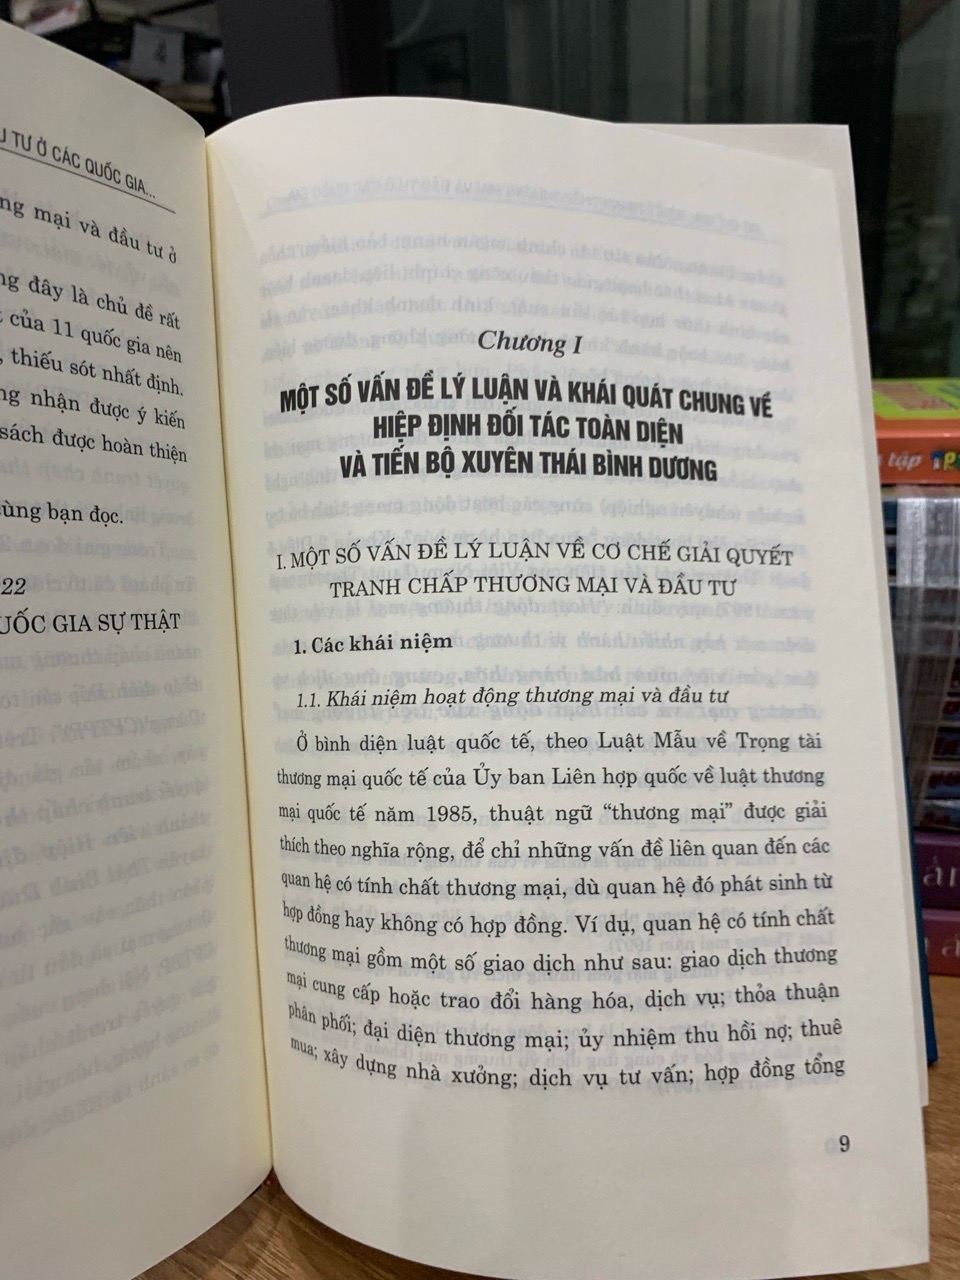 4
TƯ Ở CÁC QUỐC GIA...
mại và đầu tư ở
đây là chủ đề rất
của 11 quốc gia nên
thiếu sót nhất định.
nhận được ý kiến
sách được hoàn thiện
bạn đọc.
22
GIA SỰ THẬT
Chương I
MỘT SỐ VẤN ĐỀ LÝ LUẬN VÀ KHÁI QUÁT CHUNG VỀ
HIỆP ĐỊNH ĐỐI TÁC TOÀN DIỆN
VÀ TIẾN BỘ XUYÊN THÁI BÌNH DƯƠNG
I. MỘT SỐ VẤN ĐỀ LÝ LUẬN VỀ CƠ CHẾ GIẢI QUYẾT
TRANH CHẤP THƯƠNG MẠI VÀ ĐẦU TƯ
1. Các khái niệm
1.1. Khái niệm hoạt động thương mại và đầu tư
Ở bình diện luật quốc tế, theo Luật Mẫu về Trọng tài
thương mại quốc tế của Ủy ban Liên hợp quốc về luật thương
mại quốc tế năm 1985, thuật ngữ “thương mại” được giải
thích theo nghĩa rộng, để chỉ những vấn đề liên quan đến các
quan hệ có tính chất thương mại, dù quan hệ đó phát sinh từ
hợp đồng hay không có hợp đồng. Ví dụ, quan hệ có tính chất
thương mại gồm một số giao dịch như sau: giao dịch thương
mại cung cấp hoặc trao đổi hàng hóa, dịch vụ; thỏa thuận
phân phối; đại diện thương mại; ủy nhiệm thu hồi nợ; thuê
mua; xây dựng nhà xưởng; dịch vụ tư vấn; hợp đồng tổng
9
tập